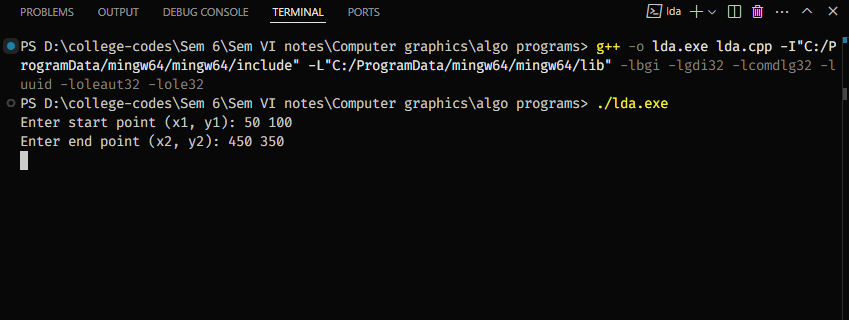 PROBLEMS OUTPUT DEBUG CONSOLE TERMINAL PORTS lda
PS D:\college-codes\Sem 6\Sem VI notes\Computer graphics\algo programs> g++ -o lda.exe lda.cpp -I"C:/P
rogramData/mingw64/mingw64/include" -L"C:/ProgramData/mingw64/mingw64/lib" -lbgi -lgdi32 -lcomdlg32 -l
uuid -loleaut32 -lole32
PS D:\college-codes\Sem 6\Sem VI notes\Computer graphics\algo programs> ./lda.exe
Enter start point (x1, y1): 50 100
Enter end point (x2, y2): 450 350